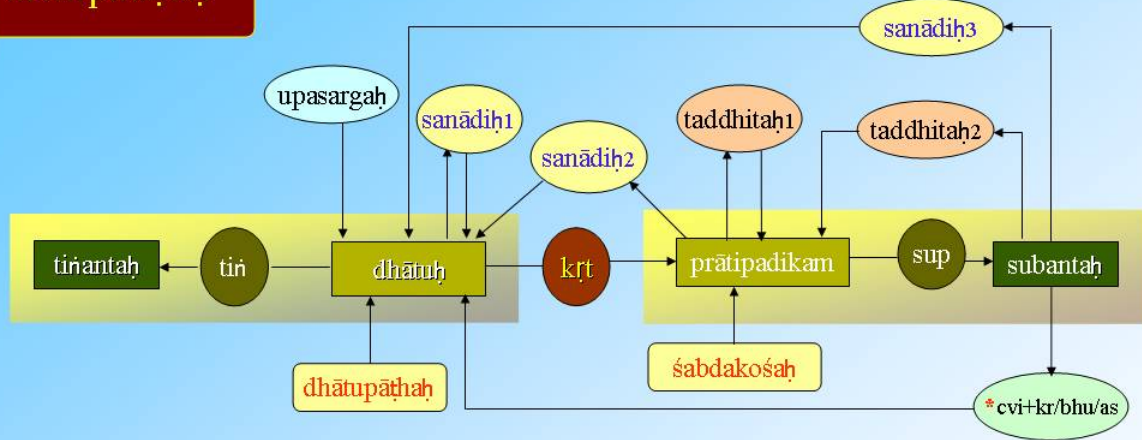 sanādiḥ3
upasargaḥ
sanādiḥ1
taddhitaḥ1
taddhitaḥ2
sanādiḥ2
tiṅantaḥ
tiṅ
dhātuḥ
kṛt
prātipadikam
sup
subantaḥ
dhātupāṭhaḥ
śabdakośaḥ
*cvi+kr/bhu/as